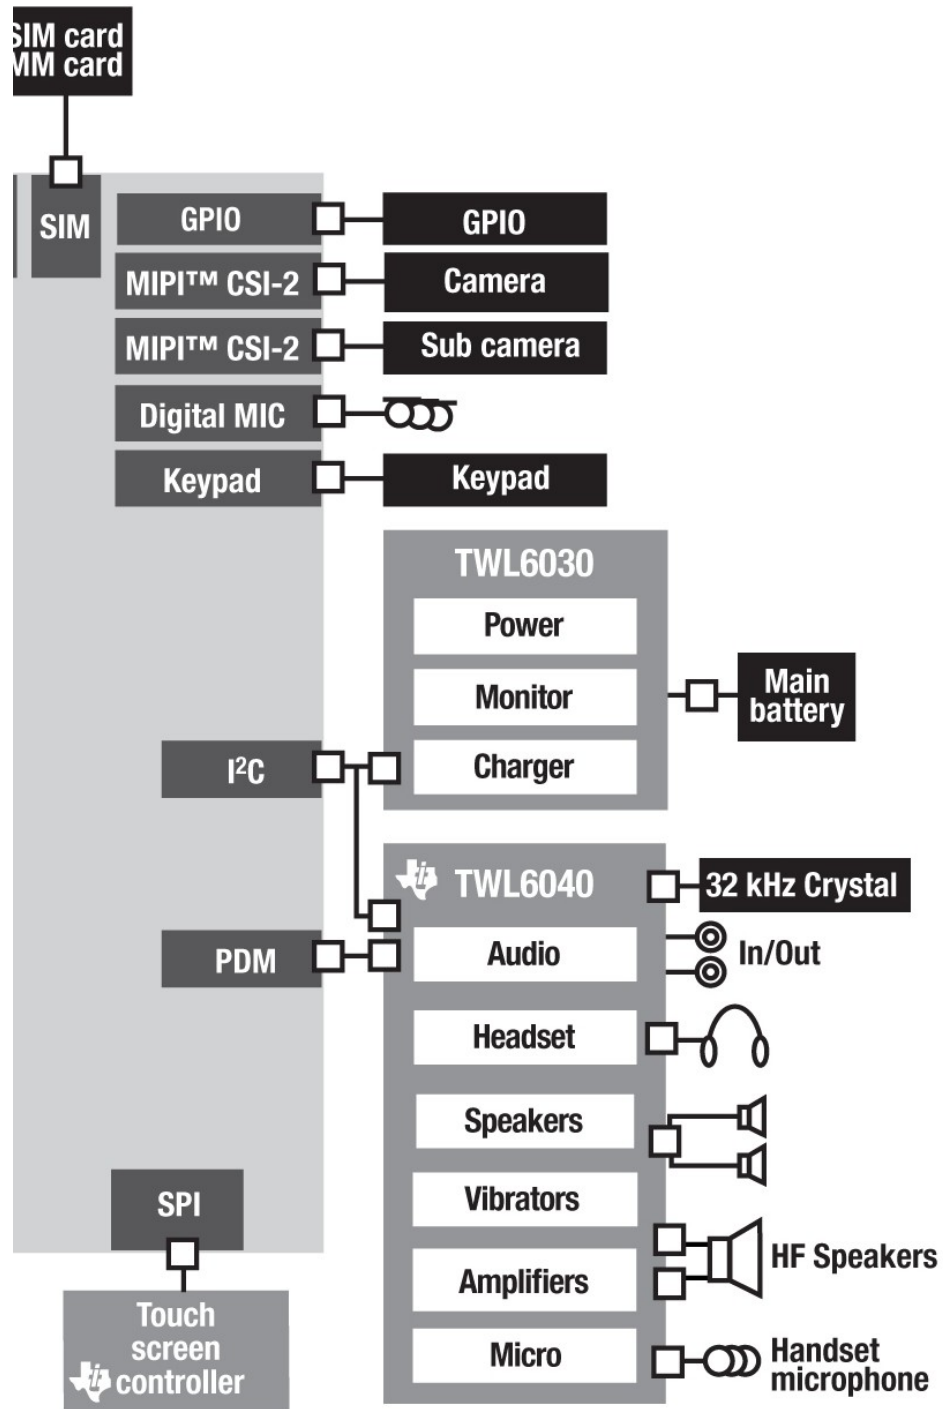 SIM card
MM card
SIM
GPIO
GPIO
MIPI™ CSI-2
Camera
MIPI™ CSI-2
Sub camera
Digital MIC
Keypad
Keypad
TWL6030
Power
Monitor
Main
battery
I²C
Charger
TWL6040
32 kHz Crystal
PDM
Audio
In/Out
Headset
Speakers
SPI
Vibrators
Amplifiers
HF Speakers
Touch
screen
controller
Micro
Handset
microphone